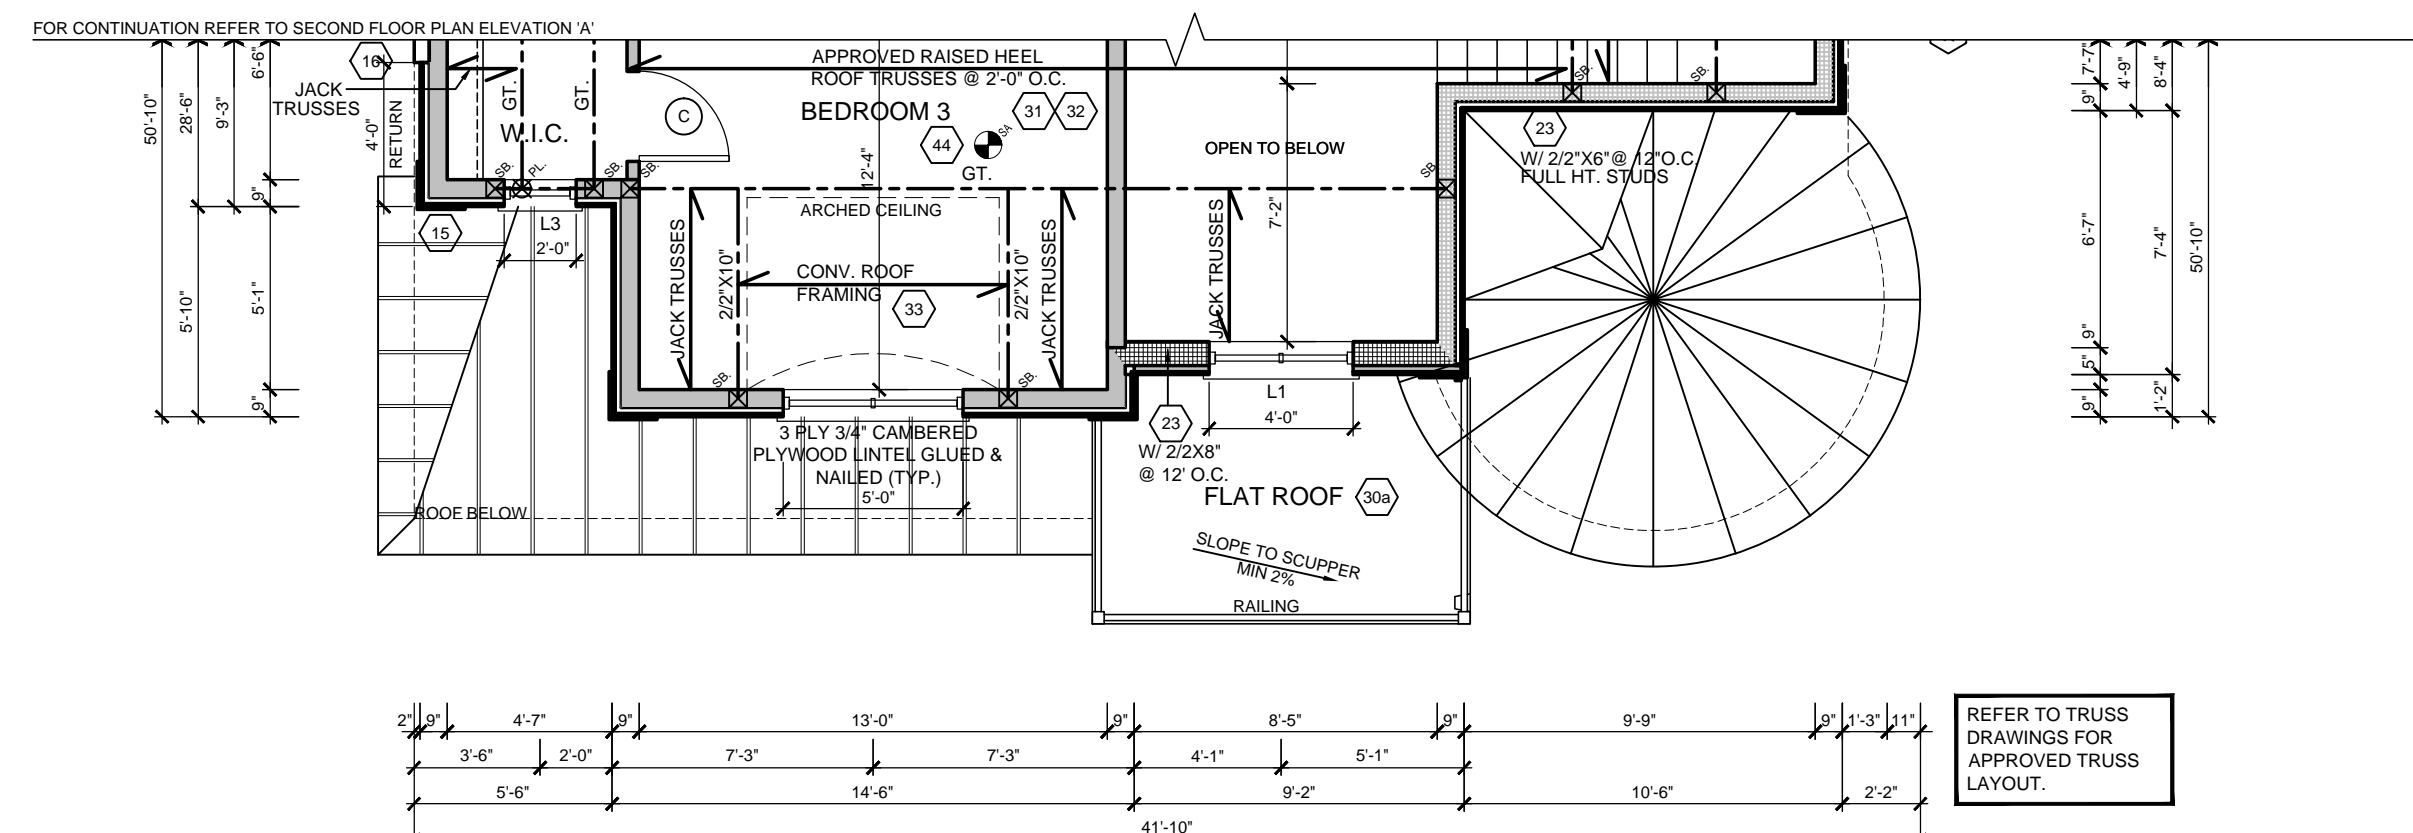 FOR CONTINUATION REFER TO SECOND FLOOR PLAN ELEVATION 'A'
50'-10"
28'-6"
9'-3"
6'-6"
9"
5'-10"
5'-1"
9"
16
JACK
TRUSSES
4'-0"
RETURN
15
GT.
GT.
W.I.C.
SB.
PL.
SB.
SB.
L3
2'-0"
C
APPROVED RAISED HEEL
ROOF TRUSSES @ 2'-0" O.C.
BEDROOM 3
31
32
44
SA
GT.
12'-4"
ARCHED CEILING
JACK TRUSSES
2/2"X10"
CONV. ROOF
FRAMING
33
2/2"X10"
JACK TRUSSES
SB.
SB.
3 PLY 3/4" CAMBERED
PLYWOOD LINTEL GLUED &
NAILED (TYP.)
5'-0"
ROOF BELOW
OPEN TO BELOW
7'-2"
JACK TRUSSES
SB.
SB.
SB.
23
W/ 2/2"X6"@ 12"O.C.
FULL HT. STUDS
L1
4'-0"
23
W/ 2/2X8"
@ 12' O.C.
FLAT ROOF
30a
SLOPE TO SCUPPER
MIN 2%
RAILING
7'-7"
4'-9"
8'-4"
9"
6'-7"
7'-4"
50'-10"
9"
5"
9"
1'-2"
2"
9"
4'-7"
9"
13'-0"
9"
8'-5"
9"
9'-9"
9"
1'-3"
11"
3'-6"
2'-0"
7'-3"
7'-3"
4'-1"
5'-1"
5'-6"
14'-6"
9'-2"
10'-6"
2'-2"
41'-10"
REFER TO TRUSS
DRAWINGS FOR
APPROVED TRUSS
LAYOUT.